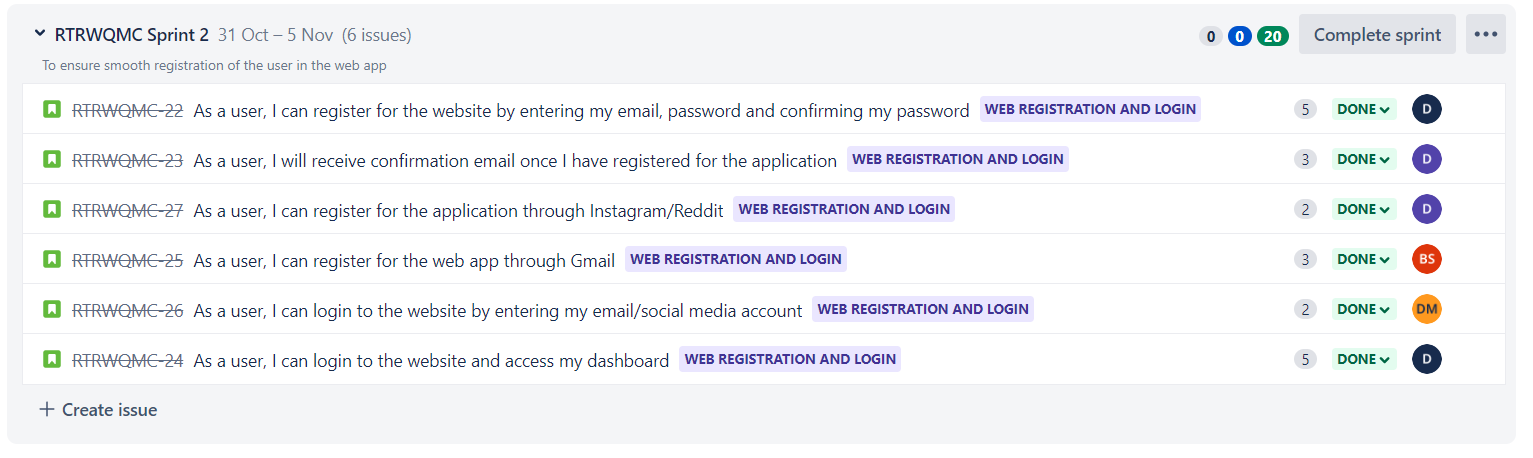 RTRWQMC Sprint 2 31 Oct – 5 Nov (6 issues) 0 0 20 Complete sprint
To ensure smooth registration of the user in the web app
RTRWQMC-22 As a user, I can register for the website by entering my email, password and confirming my password WEB REGISTRATION AND LOGIN 5 DONE D
RTRWQMC-23 As a user, I will receive confirmation email once I have registered for the application WEB REGISTRATION AND LOGIN 3 DONE D
RTRWQMC-27 As a user, I can register for the application through Instagram/Reddit WEB REGISTRATION AND LOGIN 2 DONE D
RTRWQMC-25 As a user, I can register for the web app through Gmail WEB REGISTRATION AND LOGIN 3 DONE BS
RTRWQMC-26 As a user, I can login to the website by entering my email/social media account WEB REGISTRATION AND LOGIN 2 DONE DM
RTRWQMC-24 As a user, I can login to the website and access my dashboard WEB REGISTRATION AND LOGIN 5 DONE D
+ Create issue